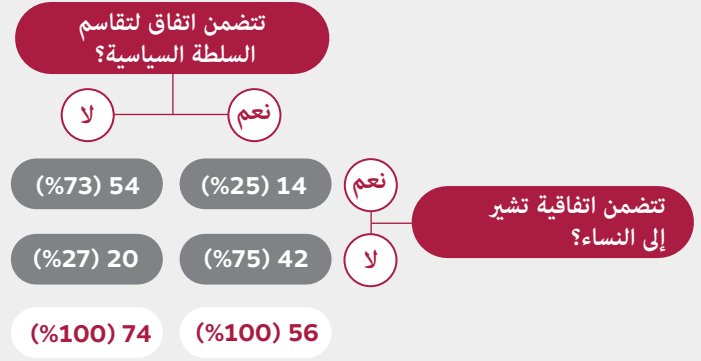 تتضمن اتفاق لتقاسم
السلطة السياسية؟
نعم
لا
تتضمن اتفاقية تشير
إلى النساء؟
نعم
14 (%25)
54 (%73)
لا
42 (%75)
20 (%27)
56 (%100)
74 (%100)